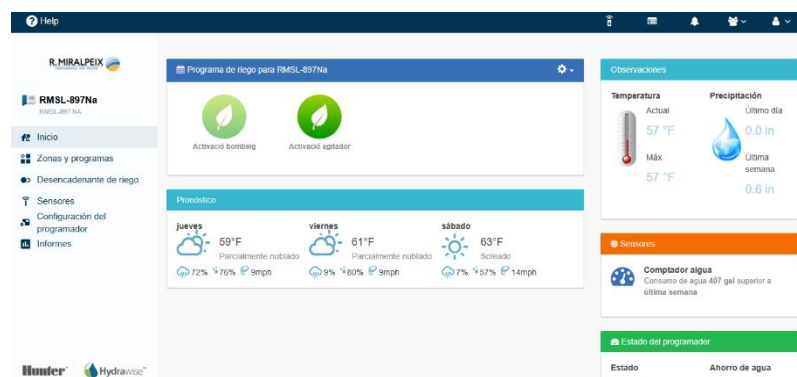 Help
R. MIRALPEIX
RMSL-897Na
RMSL-897 NA
Inicio
Zonas y programas
Desencadenante de riego
Sensores
Configuración del
programador
Informes
Hunter
Hydrawise
Programa de riego para RMSL-897Na
Activació bombeig
Activació agitador
Pronóstico
jueves
59°F
Parcialmente nublado
72% 76% 9mph
viernes
61°F
Parcialmente nublado
9% 80% 9mph
sábado
63°F
Soleado
7% 57% 14mph
Observaciones
Temperatura
Actual
57 °F
Máx
57 °F
Precipitación
Último día
0.0 in
Última
semana
0.6 in
Sensores
Comptador aigua
Consumo de agua 407 gal superior a
última semana
Estado del programador
Estado
Ahorro de agua